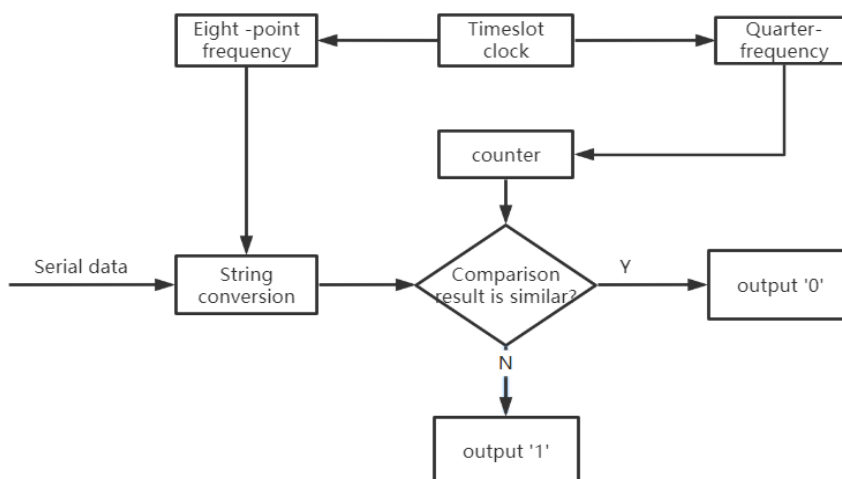 Eight -point
frequency
Timeslot
clock
Quarter-
frequency
counter
Serial data
String
conversion
Comparison
result is similar?
Y
output '0'
N
output '1'